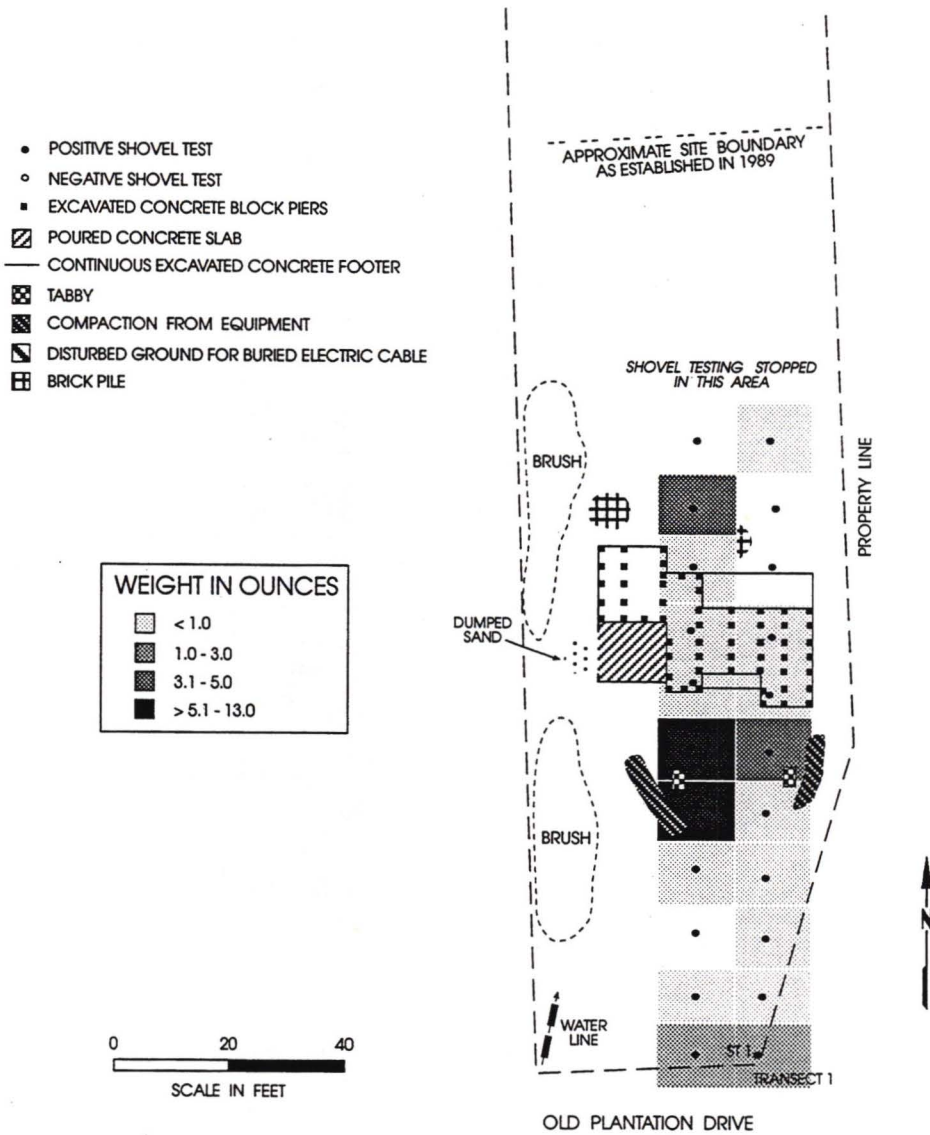 APPROXIMATE SITE BOUNDARY
AS ESTABLISHED IN 1989
POSITIVE SHOVEL TEST
NEGATIVE SHOVEL TEST
EXCAVATED CONCRETE BLOCK PIERS
POURED CONCRETE SLAB
CONTINUOUS EXCAVATED CONCRETE FOOTER
TABBY
COMPACTION FROM EQUIPMENT
DISTURBED GROUND FOR BURIED ELECTRIC CABLE
BRICK PILE
SHOVEL TESTING STOPPED
IN THIS AREA
BRUSH
PROPERTY LINE
WEIGHT IN OUNCES
< 1.0
1.0 - 3.0
3.1 - 5.0
> 5.1 - 13.0
DUMPED
SAND
BRUSH
N
WATER
LINE
ST 1
TRANSECT 1
0 20 40
SCALE IN FEET
OLD PLANTATION DRIVE